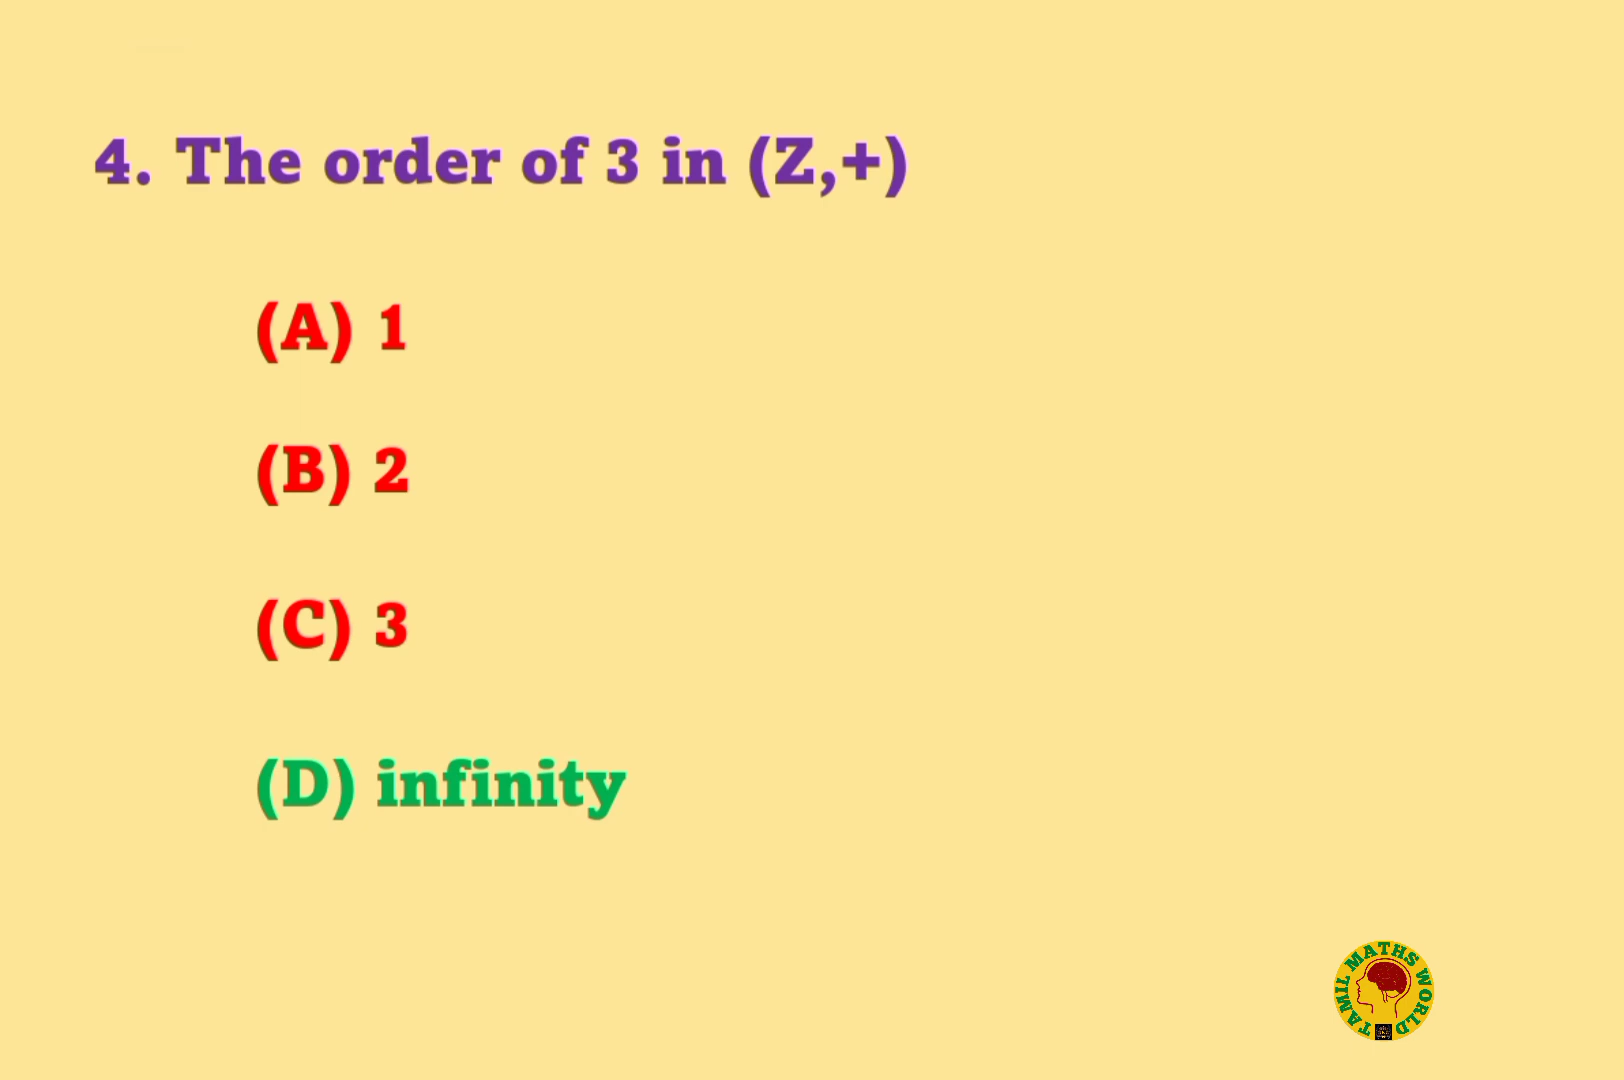 4. The order of 3 in (Z,+)
(A) 1
(B) 2
(C) 3
(D) infinity
TAMIL MATHS WORLD